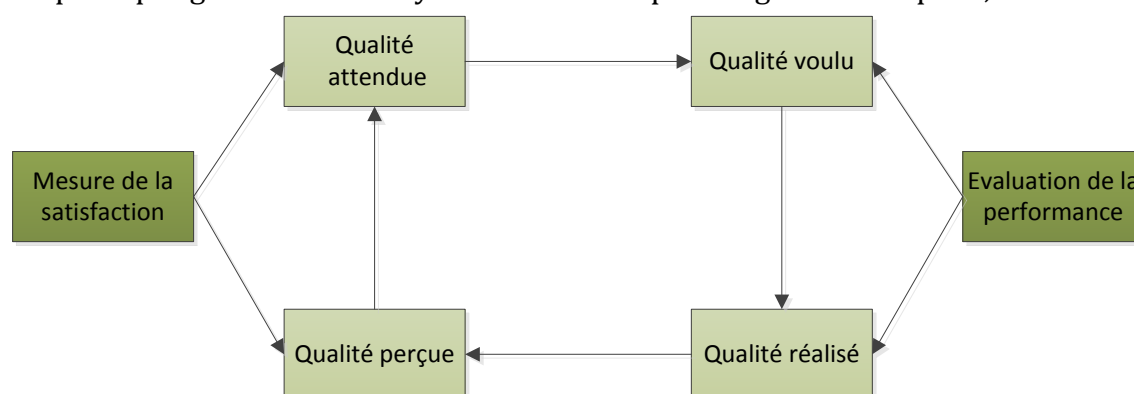 Qualité
attendue
Qualité voulu
Mesure de la
satisfaction
Evaluation de la
performance
Qualité perçue
Qualité réalisé